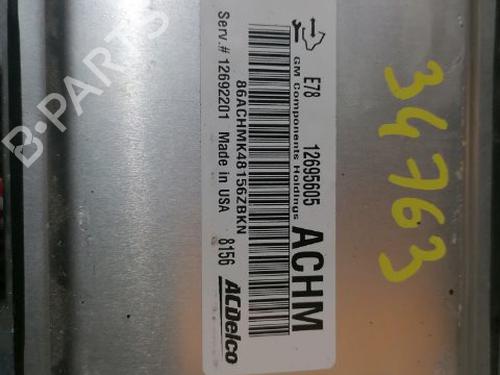 B-PARTS
Serv.# 12692201 Made in USA 8156
86ACHMK48156ZBKN
ACDelco
GM Components Holdings
E78 12695605
ACHM
34763